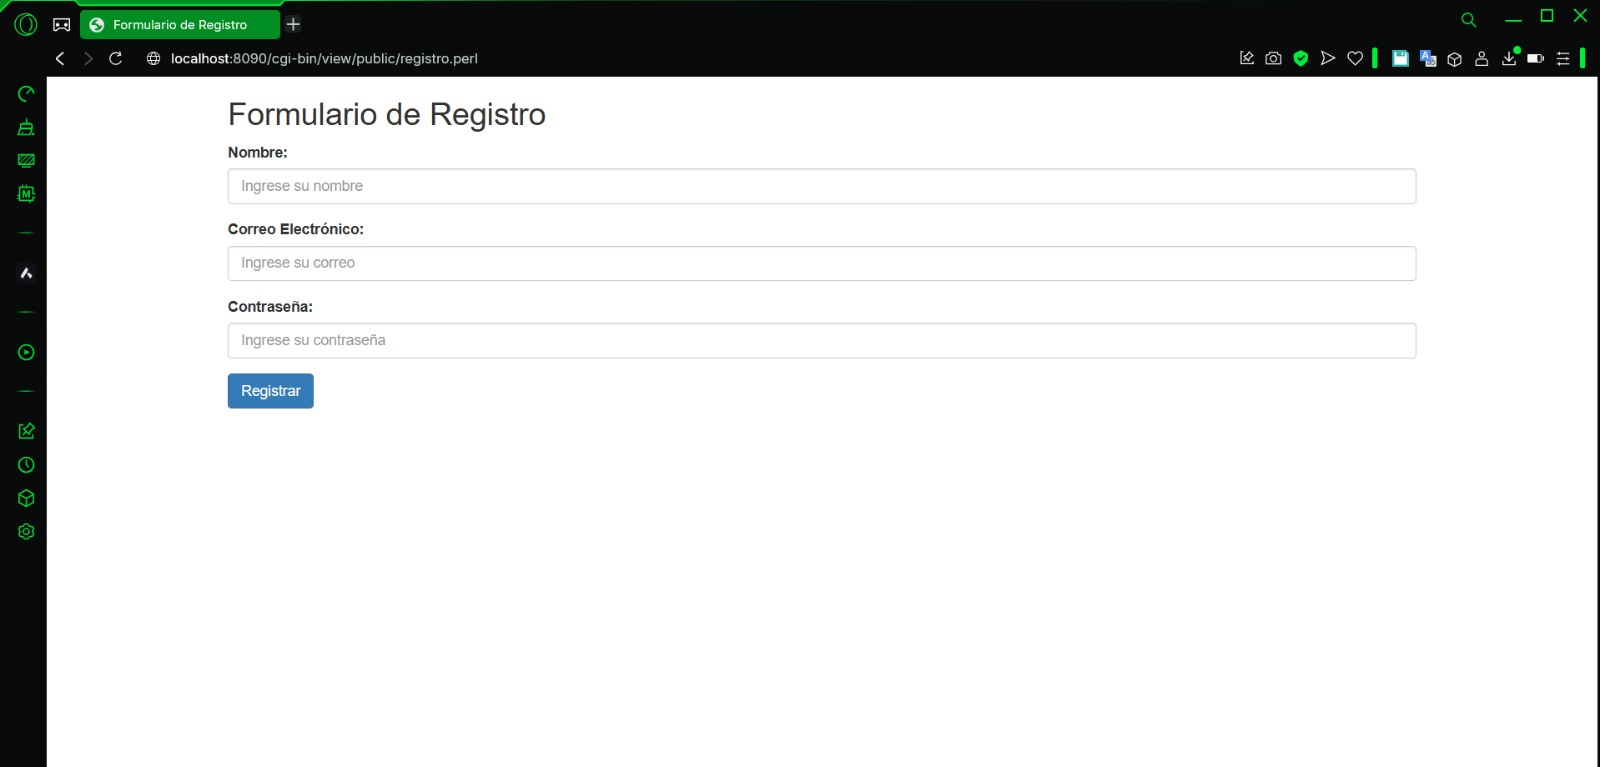 Formulario de Registro
localhost:8090/cgi-bin/view/public/registro.perl
Formulario de Registro
Nombre:
Ingrese su nombre
Correo Electrónico:
Ingrese su correo
Contraseña:
Ingrese su contraseña
Registrar